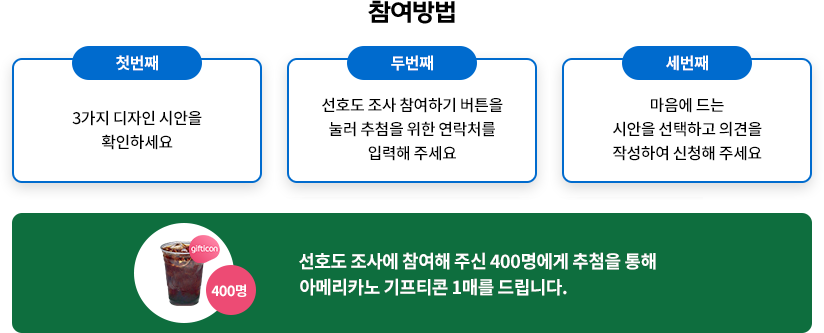 참여방법
첫번째
3가지 디자인 시안을
확인하세요
두번째
선호도 조사 참여하기 버튼을
눌러 추첨을 위한 연락처를
입력해 주세요
세번째
마음에 드는
시안을 선택하고 의견을
작성하여 신청해 주세요
gifticon
400명
선호도 조사에 참여해 주신 400명에게 추첨을 통해
아메리카노 기프티콘 1매를 드립니다.